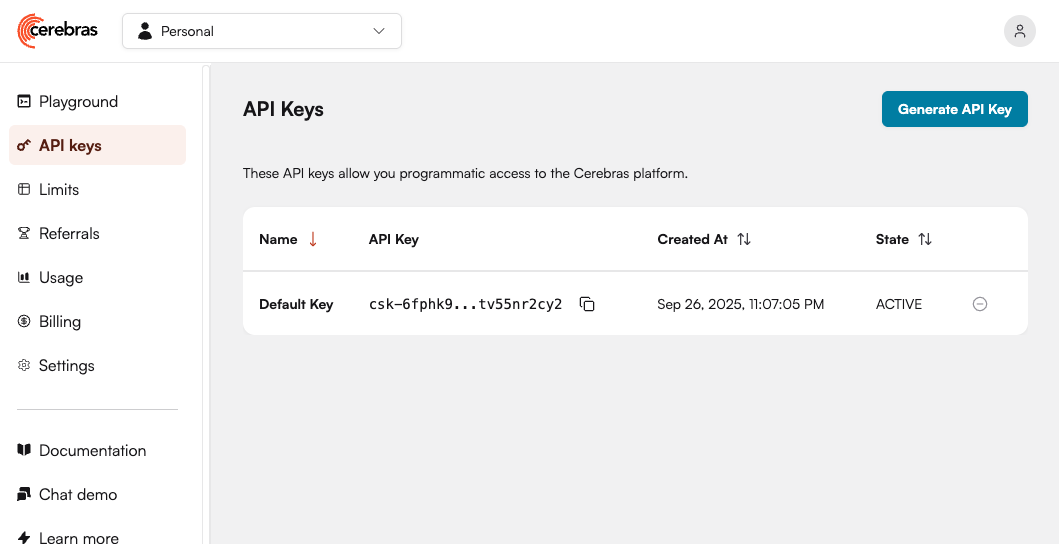 cerebras
Personal
Playground
API keys
Limits
Referrals
Usage
Billing
Settings
Documentation
Chat demo
Learn more
API Keys
Generate API Key
These API keys allow you programmatic access to the Cerebras platform.
Name API Key Created At State
Default Key csk-6fphk9...tv55nr2cy2 Sep 26, 2025, 11:07:05 PM ACTIVE